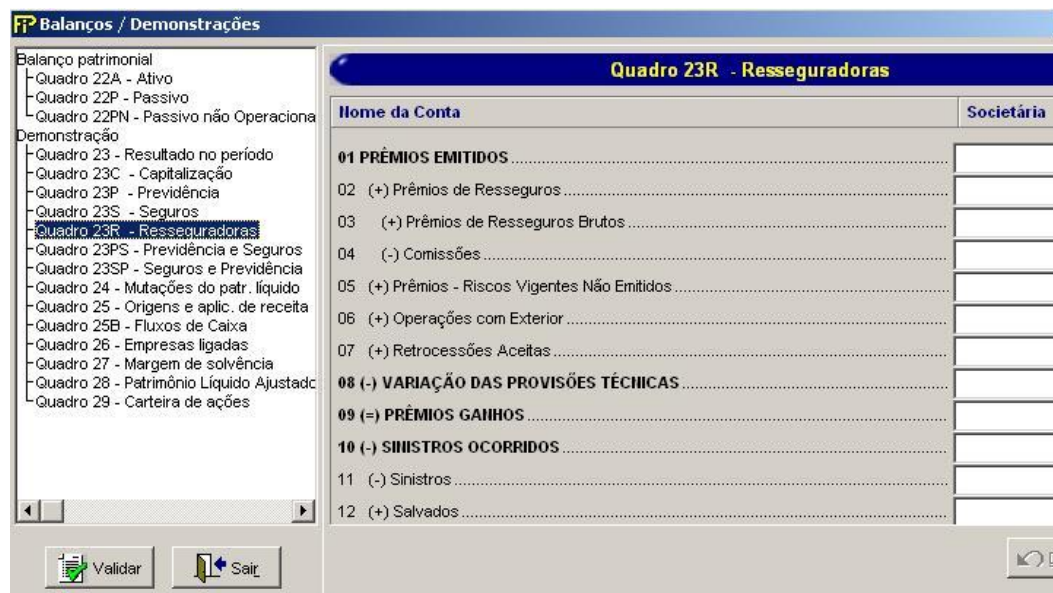 FiP Balanços / Demonstrações
Balanço patrimonial
Quadro 22A - Ativo
Quadro 22P - Passivo
Quadro 22PN - Passivo não Operaciona
Demonstração
Quadro 23 - Resultado no período
Quadro 23C - Capitalização
Quadro 23P - Previdência
Quadro 23S - Seguros
Quadro 23R - Resseguradoras
Quadro 23PS - Previdência e Seguros
Quadro 23SP - Seguros e Previdência
Quadro 24 - Mutações do patr. líquido
Quadro 25 - Origens e aplic. de receita
Quadro 25B - Fluxos de Caixa
Quadro 26 - Empresas ligadas
Quadro 27 - Margem de solvência
Quadro 28 - Patrimônio Líquido Ajustado
Quadro 29 - Carteira de ações
Validar
Sair
Quadro 23R - Resseguradoras
Nome da Conta Societária
01 PRÊMIOS EMITIDOS
02 (+) Prêmios de Resseguros
03 (+) Prêmios de Resseguros Brutos
04 (-) Comissões
05 (+) Prêmios - Riscos Vigentes Não Emitidos
06 (+) Operações com Exterior
07 (+) Retrocessões Aceitas
08 (-) VARIAÇÃO DAS PROVISÕES TÉCNICAS
09 (=) PRÊMIOS GANHOS
10 (-) SINISTROS OCORRIDOS
11 (-) Sinistros
12 (+) Salvados